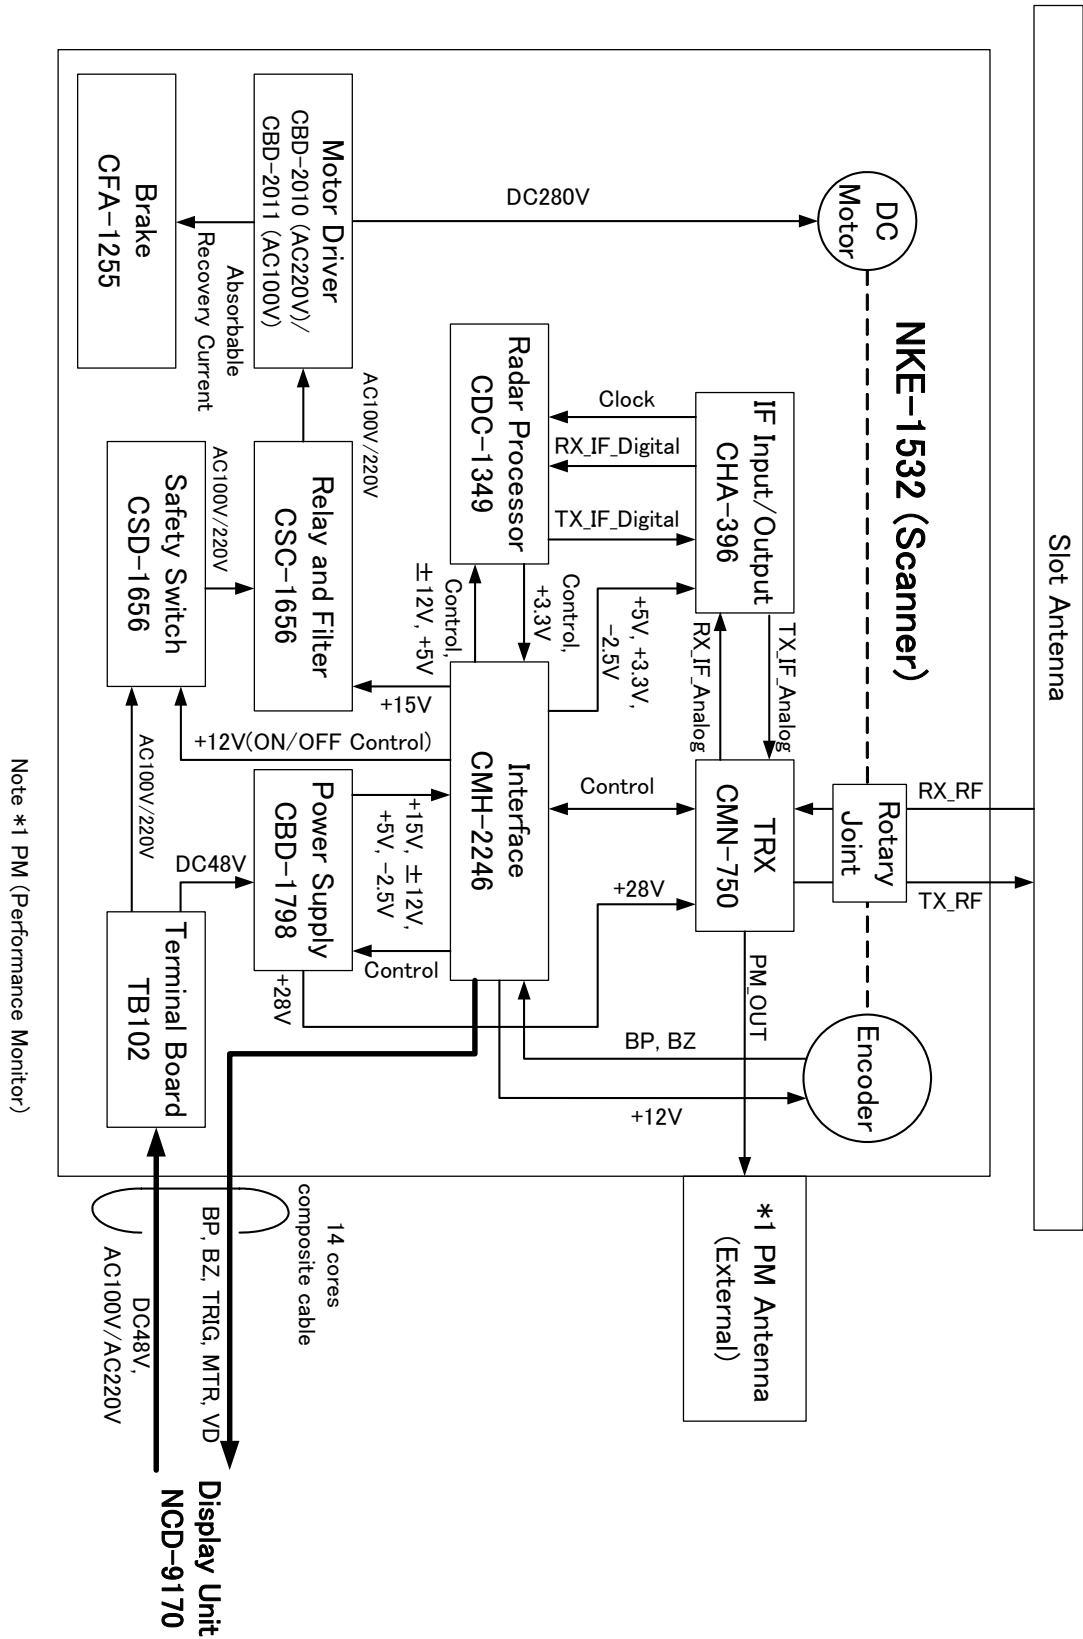 Slot Antenna
NKE-1532 (Scanner)
DC
Motor
Rotary
Joint
Encoder
RX_RF
TX_RF
IF Input/Output
CHA-396
TX_IF_Analog
RX_IF_Analog
TRX
CMN-750
PM_OUT
*1 PM Antenna
(External)
DC280V
Clock
RX_IF_Digital
TX_IF_Digital
+5V, +3.3V,
-2.5V
Control
+28V
BP, BZ
+12V
Radar Processor
CDC-1349
Control,
+3.3V
Control,
±12V, +5V
Interface
CMH-2246
+15V
+12V(ON/OFF Control)
+15V, ±12V,
+5V, -2.5V
Control
Motor Driver
CBD-2010 (AC220V)/
CBD-2011 (AC100V)
AC100V/220V
Relay and Filter
CSC-1656
Power Supply
CBD-1798
+28V
DC48V
Absorbable
Recovery Current
Brake
CFA-1255
AC100V/220V
Safety Switch
CSD-1656
AC100V/220V
Terminal Board
TB102
14 cores
composite cable
BP, BZ, TRIG, MTR, VD
DC48V,
AC100V/AC220V
Display Unit
NCD-9170
Note *1 PM (Performance Monitor)